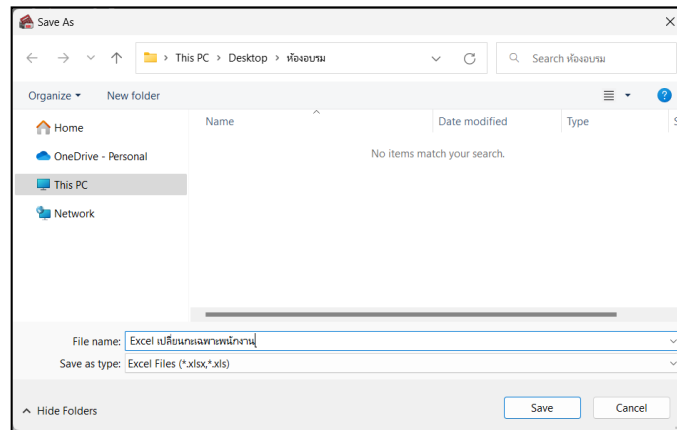 Save As
This PC > Desktop > ห้องอบรม
Search ห้องอบรม
Organize
New folder
Name
Date modified
Type
Home
OneDrive - Personal
This PC
Network
No items match your search.
File name: Excel เปลี่ยนกะเฉพาะพนักงาน
Save as type: Excel Files (*.xlsx,*.xls)
Hide Folders
Save
Cancel